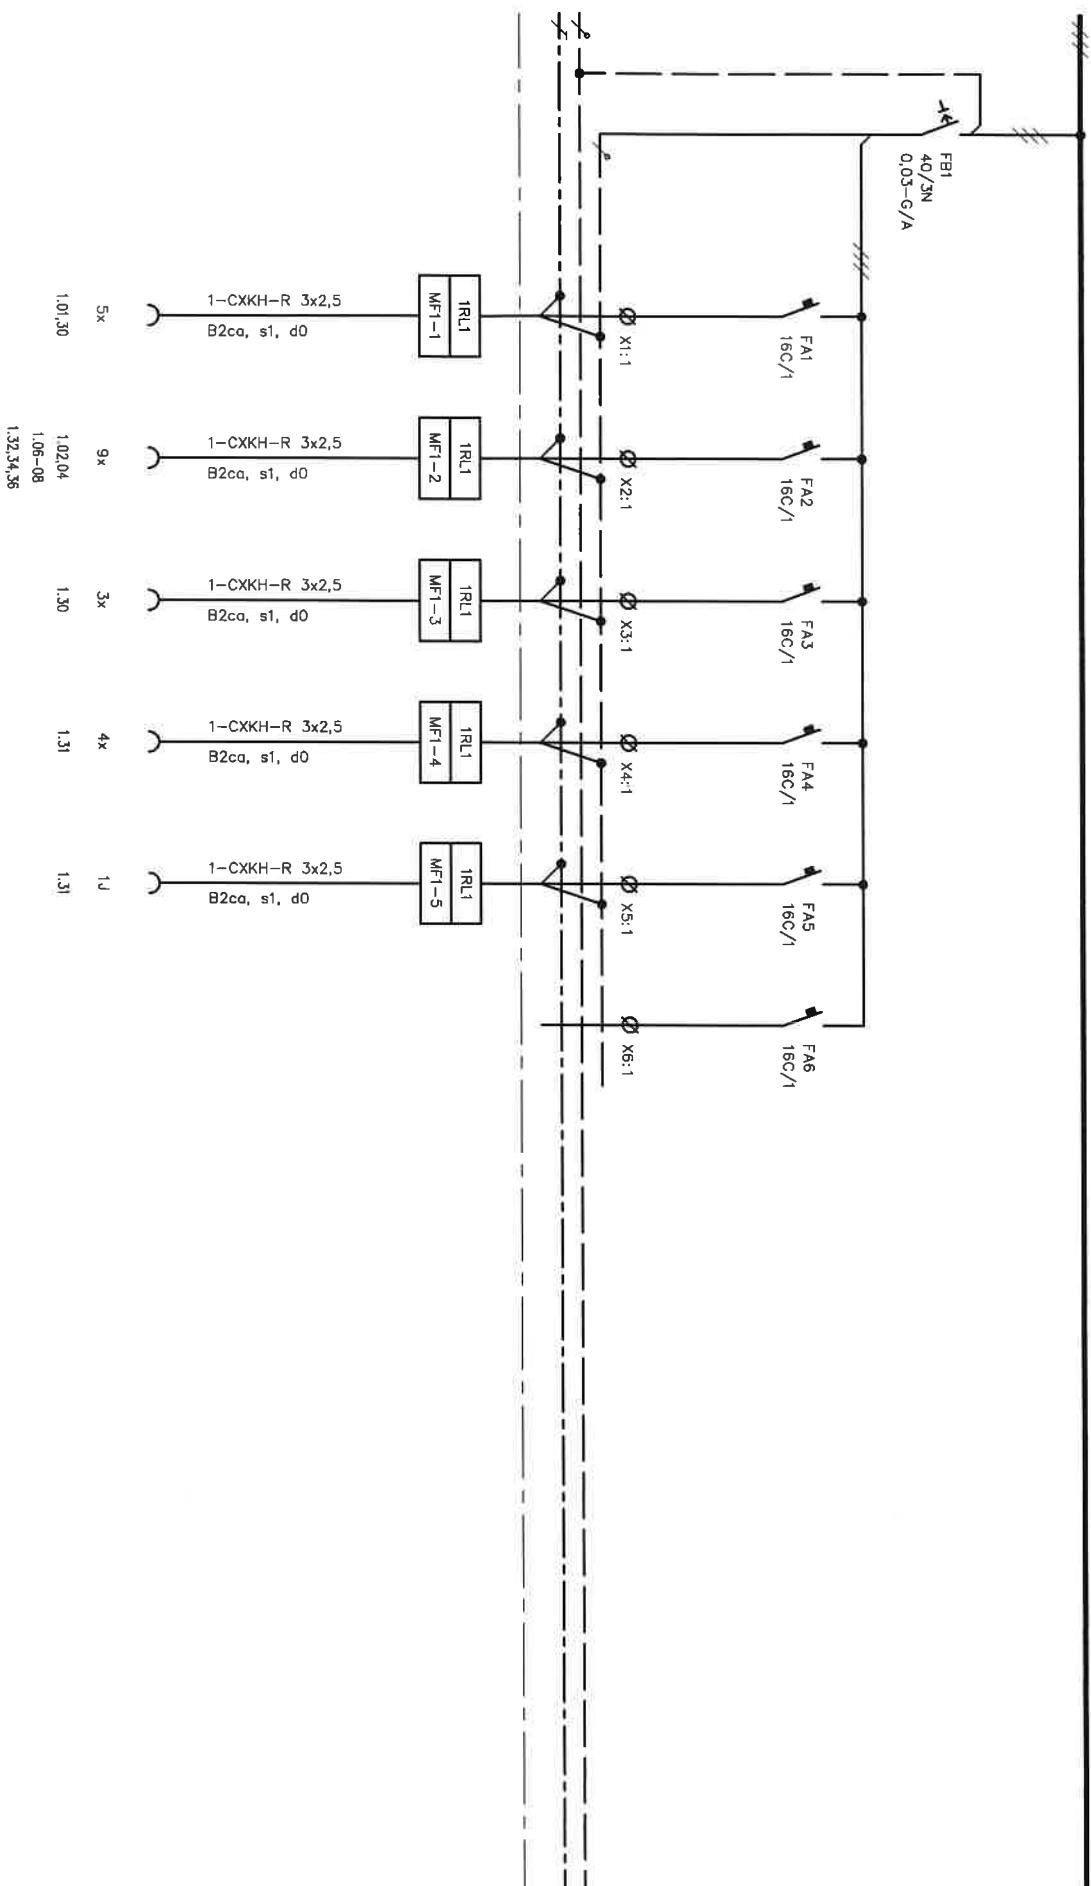 FB1
40/3N
0,03-G/A
FA1
16C/1
FA2
16C/1
FA3
16C/1
FA4
16C/1
FA5
16C/1
FA6
16C/1
X1:1
X2:1
X3:1
X4:1
X5:1
X6:1
1RL1
MF1-1
1RL1
MF1-2
1RL1
MF1-3
1RL1
MF1-4
1RL1
MF1-5
1-CXKH-R 3x2,5
B2ca, s1, d0
1-CXKH-R 3x2,5
B2ca, s1, d0
1-CXKH-R 3x2,5
B2ca, s1, d0
1-CXKH-R 3x2,5
B2ca, s1, d0
1-CXKH-R 3x2,5
B2ca, s1, d0
5x
1.01,30
9x
1.02,04
1.06-08
1.32,34,36
3x
1.30
4x
1.31
1J
1.31